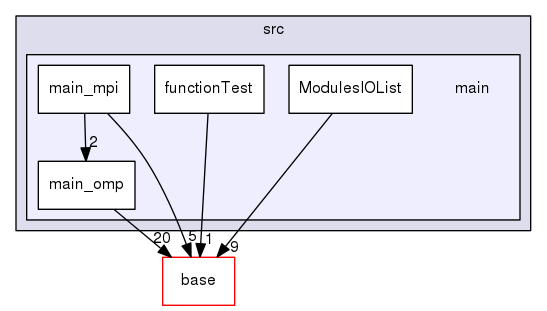 src
main_mpi
functionTest
ModulesIOList
main
2
main_omp
20
5
1
9
base